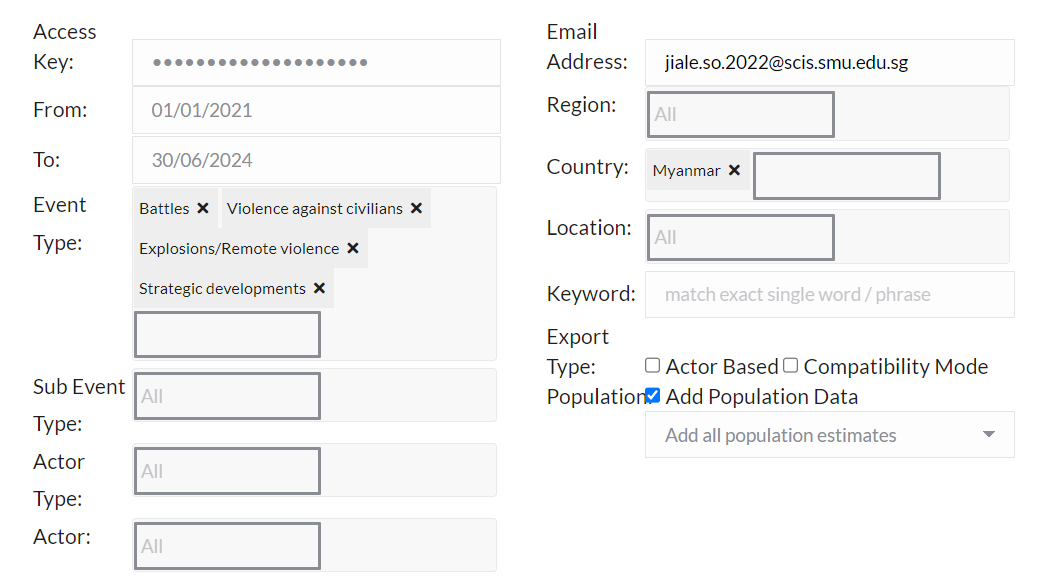 Access
Key: ••••••••••••••••••••
From: 01/01/2021
To: 30/06/2024
Event
Type:
Battles ✕ Violence against civilians ✕
Explosions/Remote violence ✕
Strategic developments ✕
Sub Event
Type:
All
Actor
Type:
All
Actor: All
Email
Address: jiale.so.2022@scis.smu.edu.sg
Region: All
Country: Myanmar ✕
Location: All
Keyword: match exact single word / phrase
Export
Type: Actor Based Compatibility Mode
Population Add Population Data
Add all population estimates